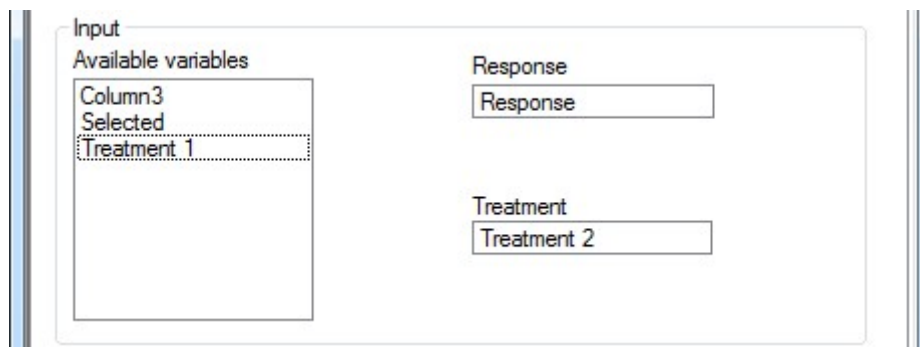 Input
Available variables
Column3
Selected
Treatment 1
Response
Response
Treatment
Treatment 2